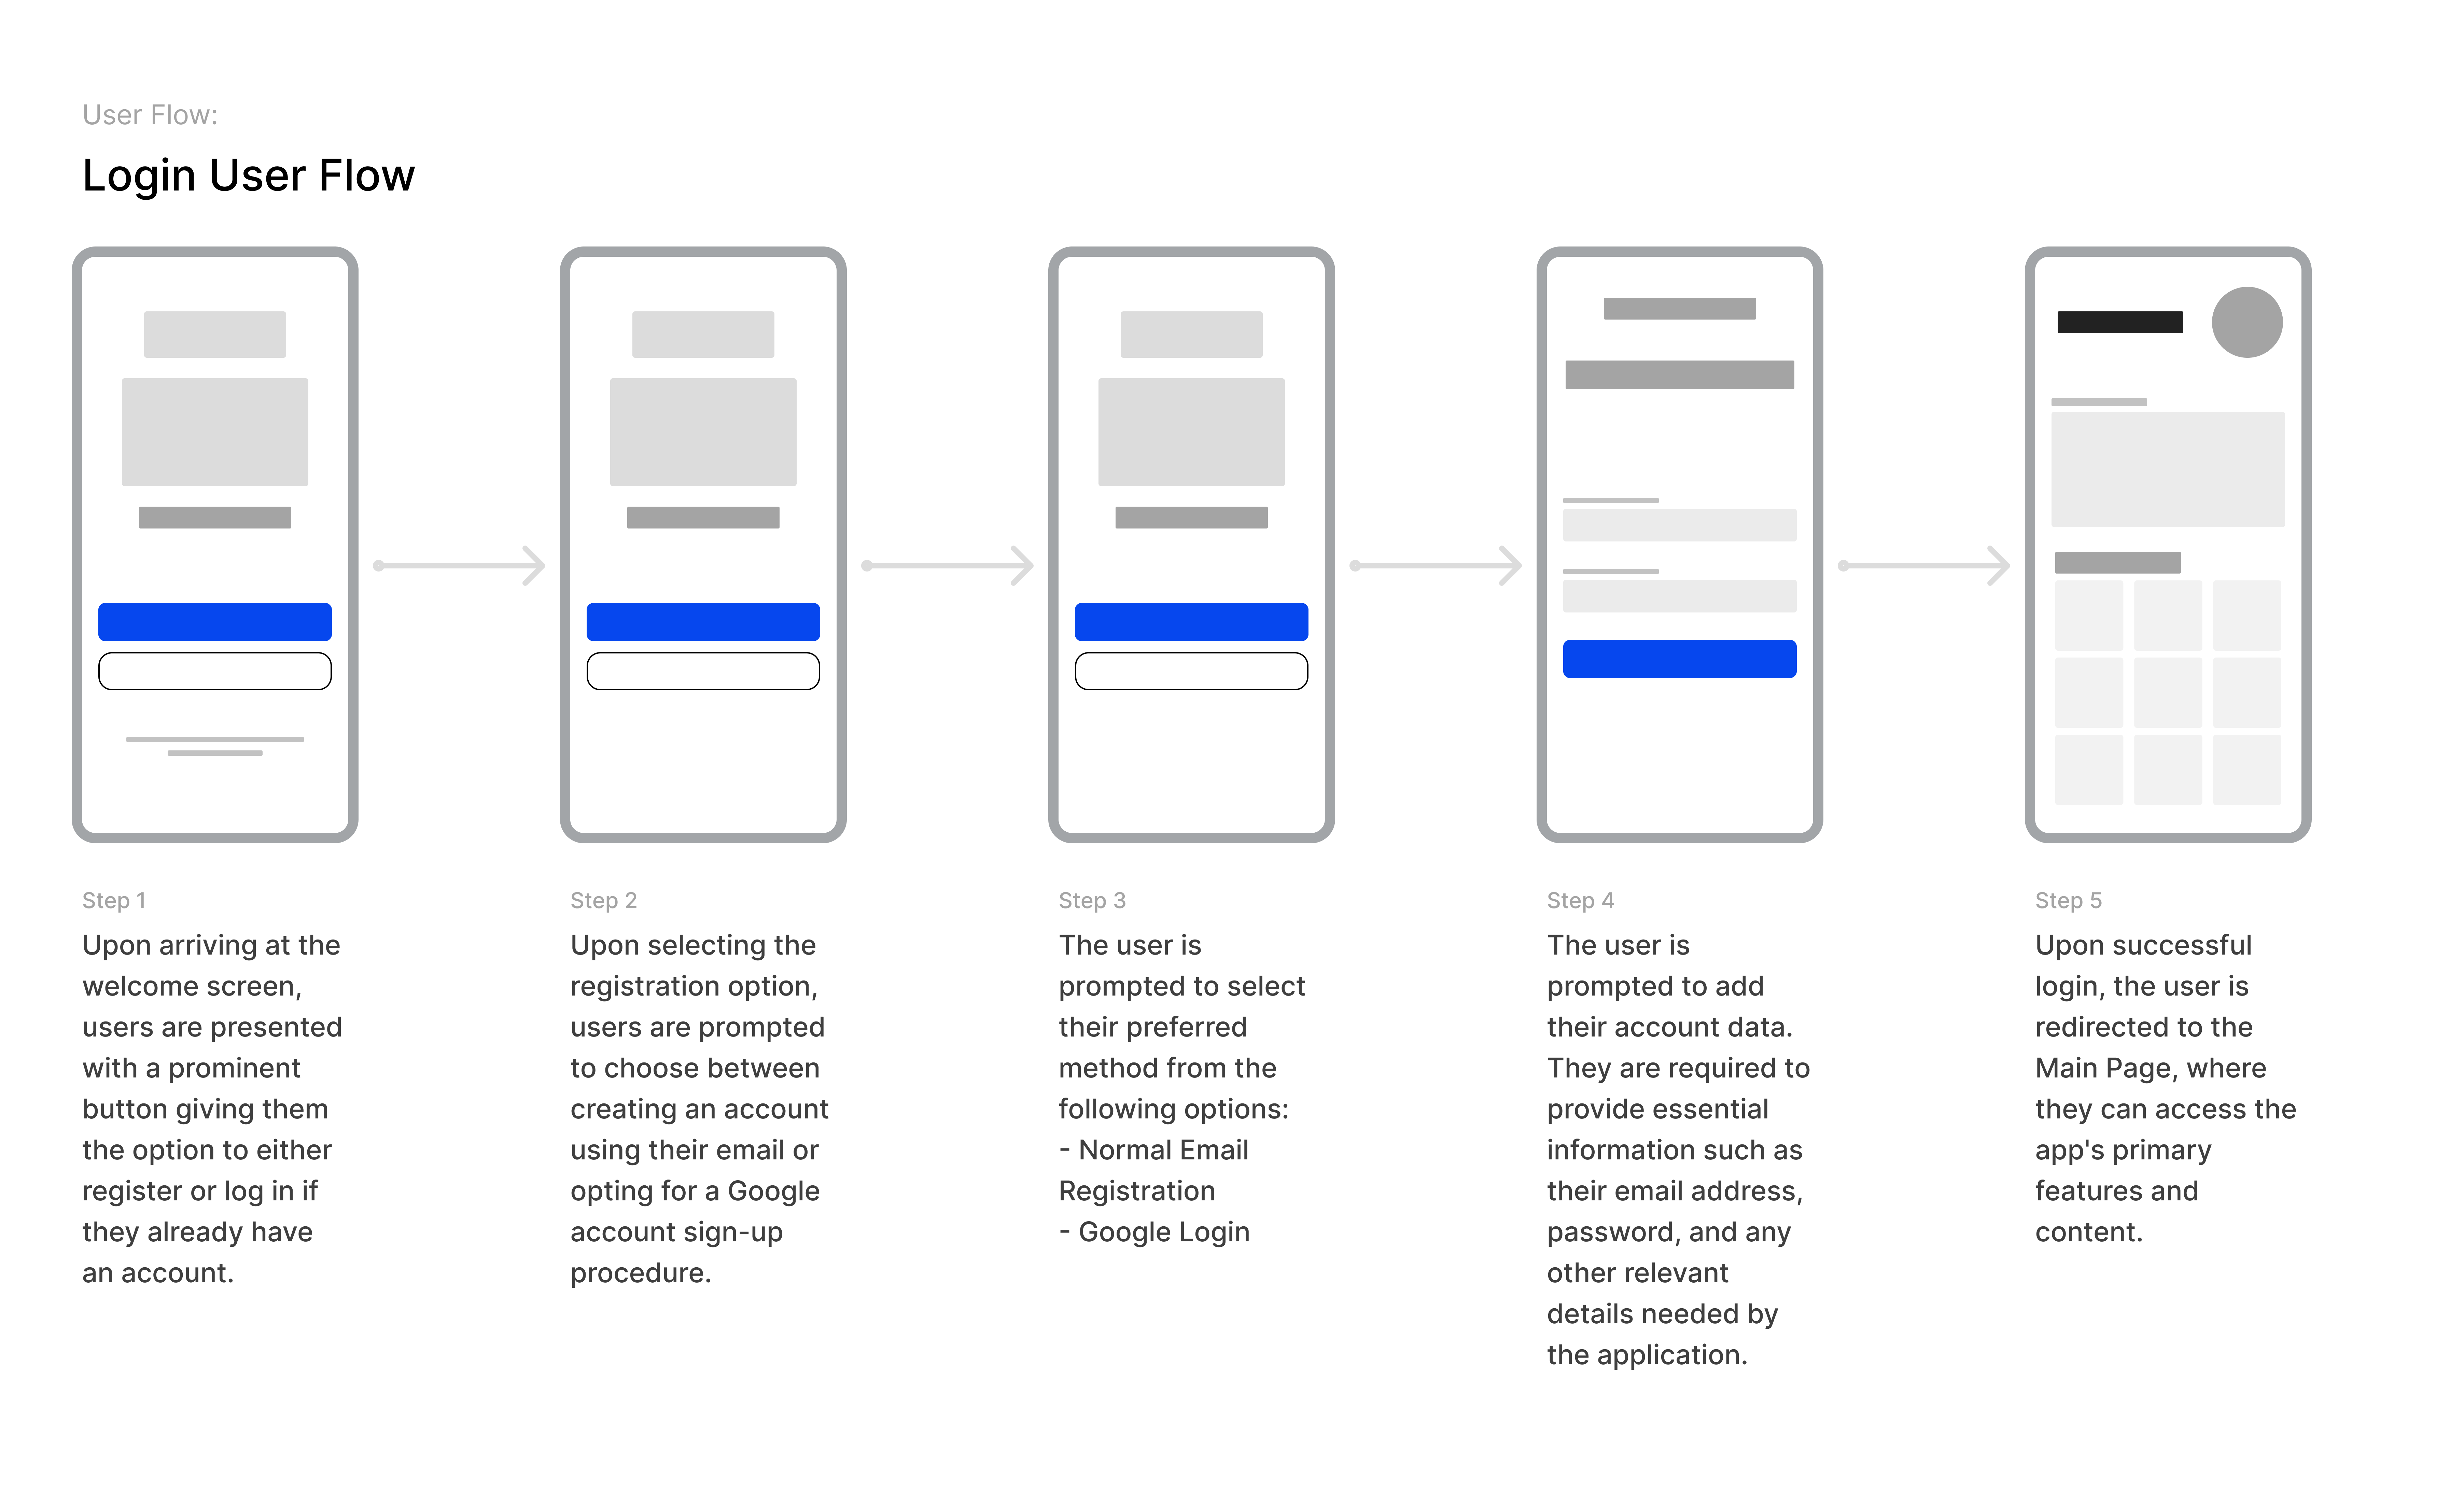 User Flow:
Login User Flow
Step 1
Upon arriving at the
welcome screen,
users are presented
with a prominent
button giving them
the option to either
register or log in if
they already have
an account.
Step 2
Upon selecting the
registration option,
users are prompted
to choose between
creating an account
using their email or
opting for a Google
account sign-up
procedure.
Step 3
The user is
prompted to select
their preferred
method from the
following options:
- Normal Email
Registration
- Google Login
Step 4
The user is
prompted to add
their account data.
They are required to
provide essential
information such as
their email address,
password, and any
other relevant
details needed by
the application.
Step 5
Upon successful
login, the user is
redirected to the
Main Page, where
they can access the
app's primary
features and
content.